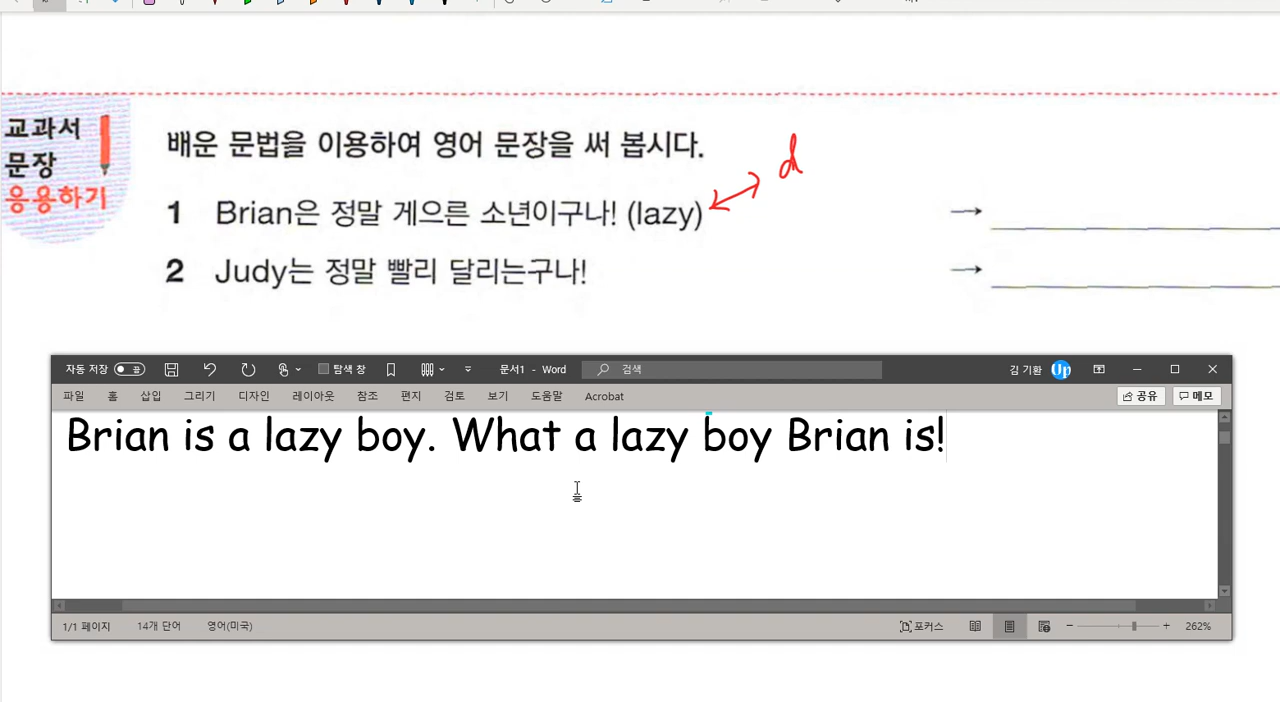 교과서
문장
응용하기
배운 문법을 이용하여 영어 문장을 써 봅시다.
d
1 Brian은 정말 게으른 소년이구나! (lazy) →
2 Judy는 정말 빨리 달리는구나! →
자동 저장 끔 탐색 창 문서1 - Word 검색 김 기환 Up
파일 홈 삽입 그리기 디자인 레이아웃 참조 편지 검토 보기 도움말 Acrobat 공유 메모
Brian is a lazy boy. What a lazy boy Brian is!
1/1 페이지 14개 단어 영어(미국) 포커스 - + 262%